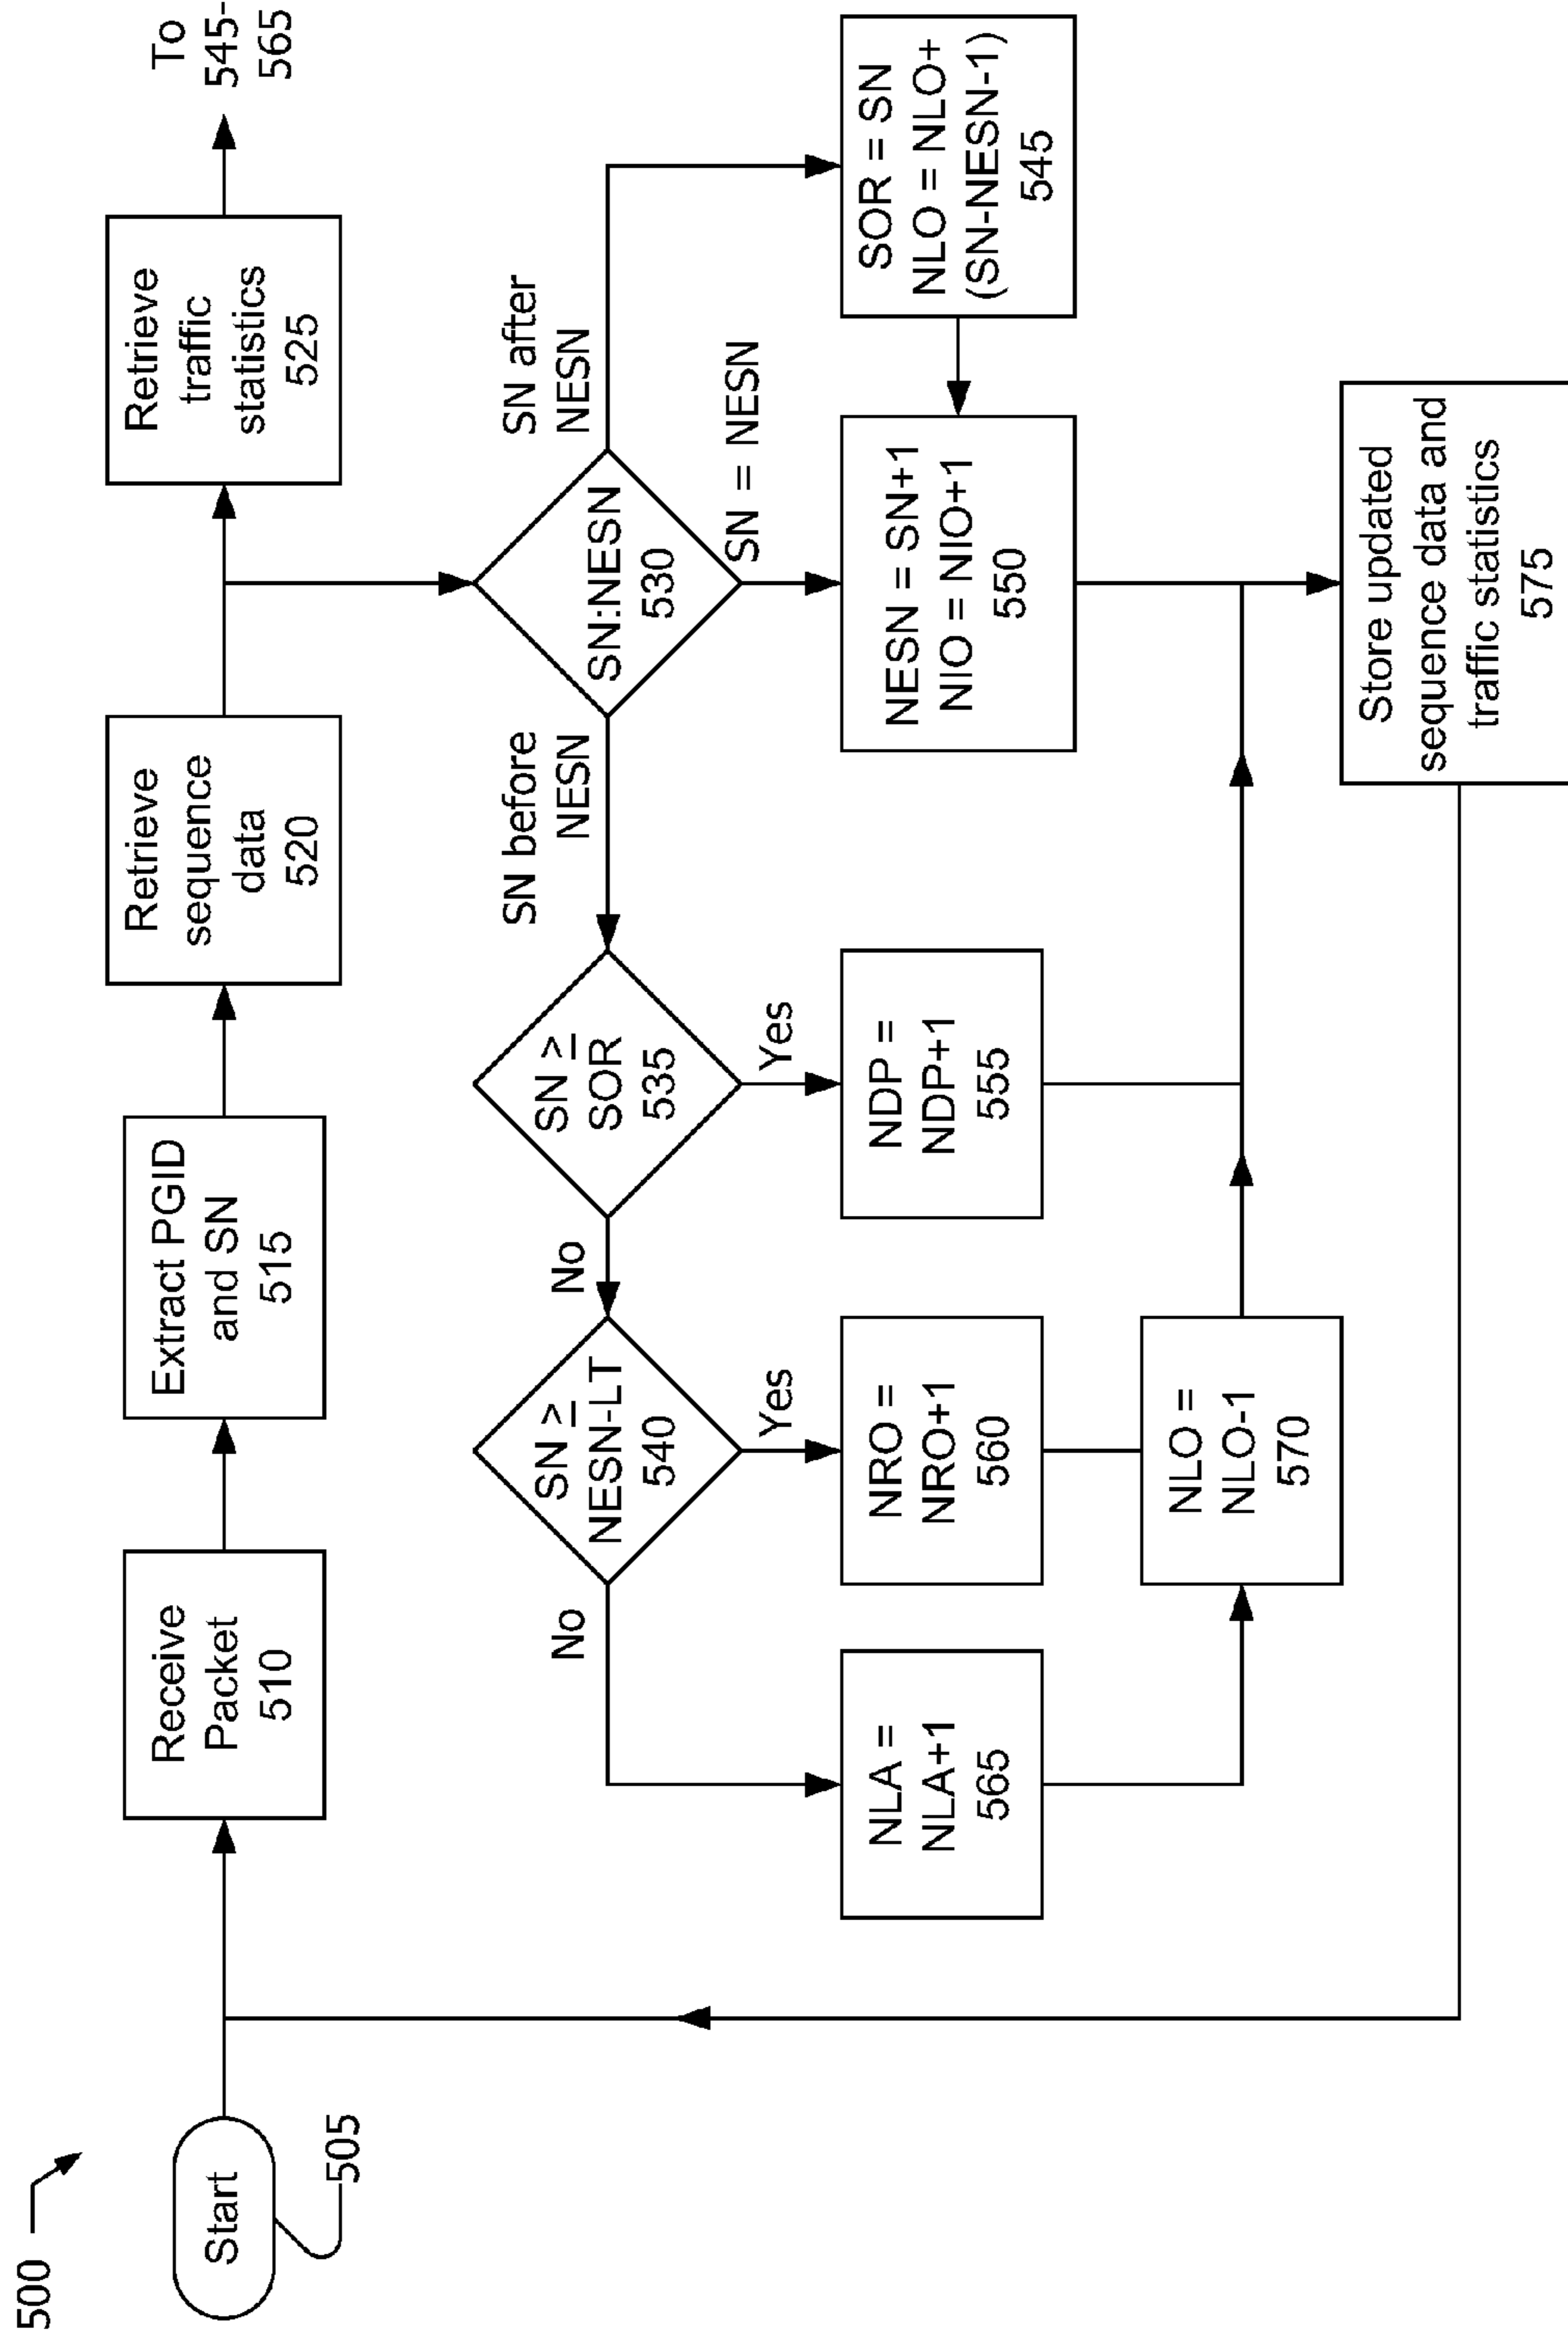 500
Start
505
Receive
Packet
510
Extract PGID
and SN
515
Retrieve
sequence
data
520
Retrieve
traffic
statistics
525
To
545-
565
SN:NESN
530
SN before
NESN
SN after
NESN
SN = NESN
SN ≥
SOR
535
No
Yes
SN ≥
NESN-LT
540
No
Yes
SOR = SN
NLO = NLO+
(SN-NESN-1)
545
NESN = SN+1
NIO = NIO+1
550
NDP =
NDP+1
555
NRO =
NRO+1
560
NLA =
NLA+1
565
NLO =
NLO-1
570
Store updated
sequence data and
traffic statistics
575